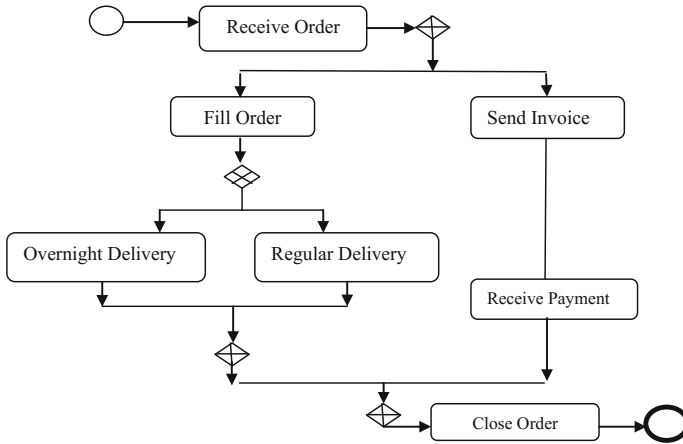 Receive Order
Fill Order
Send Invoice
Overnight Delivery
Regular Delivery
Receive Payment
Close Order